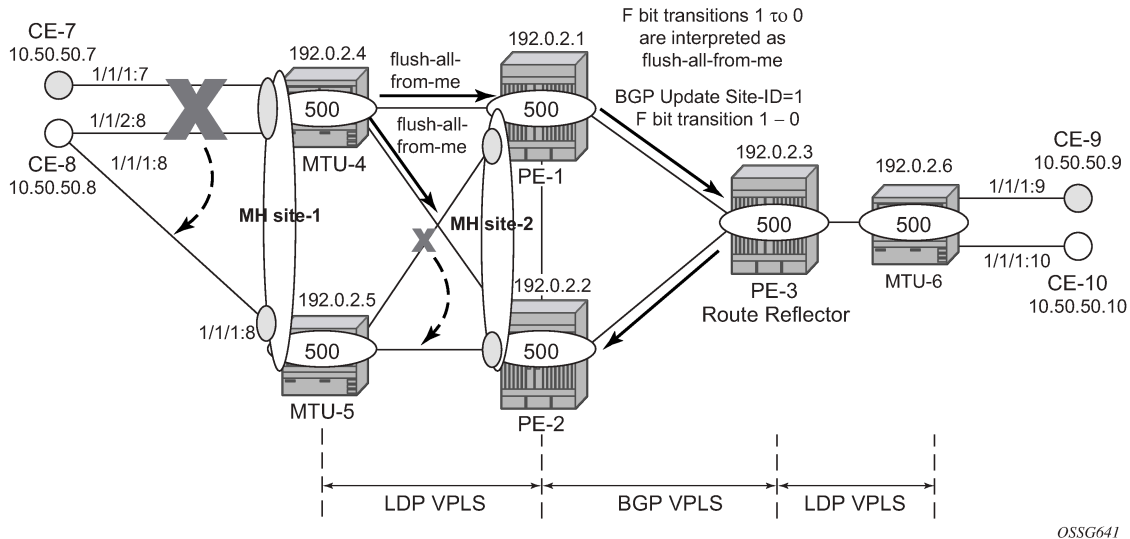 CE-7
10.50.50.7
1/1/1:7
1/1/2:8
CE-8
10.50.50.8
1/1/1:8
192.0.2.4
500
MTU-4
MH site-1
192.0.2.5
1/1/1:8
500
MTU-5
flush-all-
from-me
flush-all-
from-me
192.0.2.1
500
PE-1
MH site-2
192.0.2.2
500
PE-2
F bit transitions 1 to 0
are interpreted as
flush-all-from-me
BGP Update Site-ID=1
F bit transition 1 – 0
192.0.2.3
500
PE-3
Route Reflector
192.0.2.6
500
MTU-6
CE-9
10.50.50.9
1/1/1:9
1/1/1:10
CE-10
10.50.50.10
LDP VPLS
BGP VPLS
LDP VPLS
OSSG641